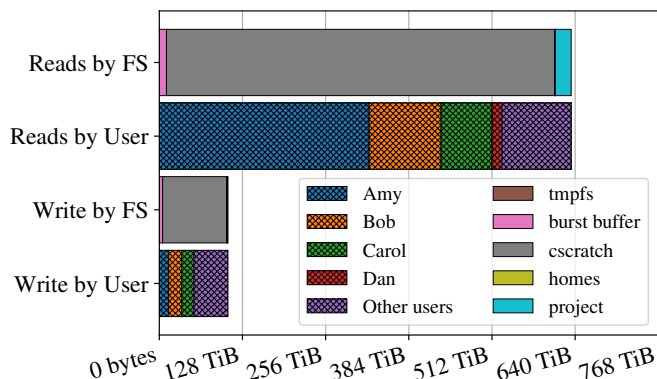 Reads by FS
Reads by User
Write by FS
Write by User
Amy
Bob
Carol
Dan
Other users
tmpfs
burst buffer
cscratch
homes
project
0 bytes
128 TiB
256 TiB
384 TiB
512 TiB
640 TiB
768 TiB